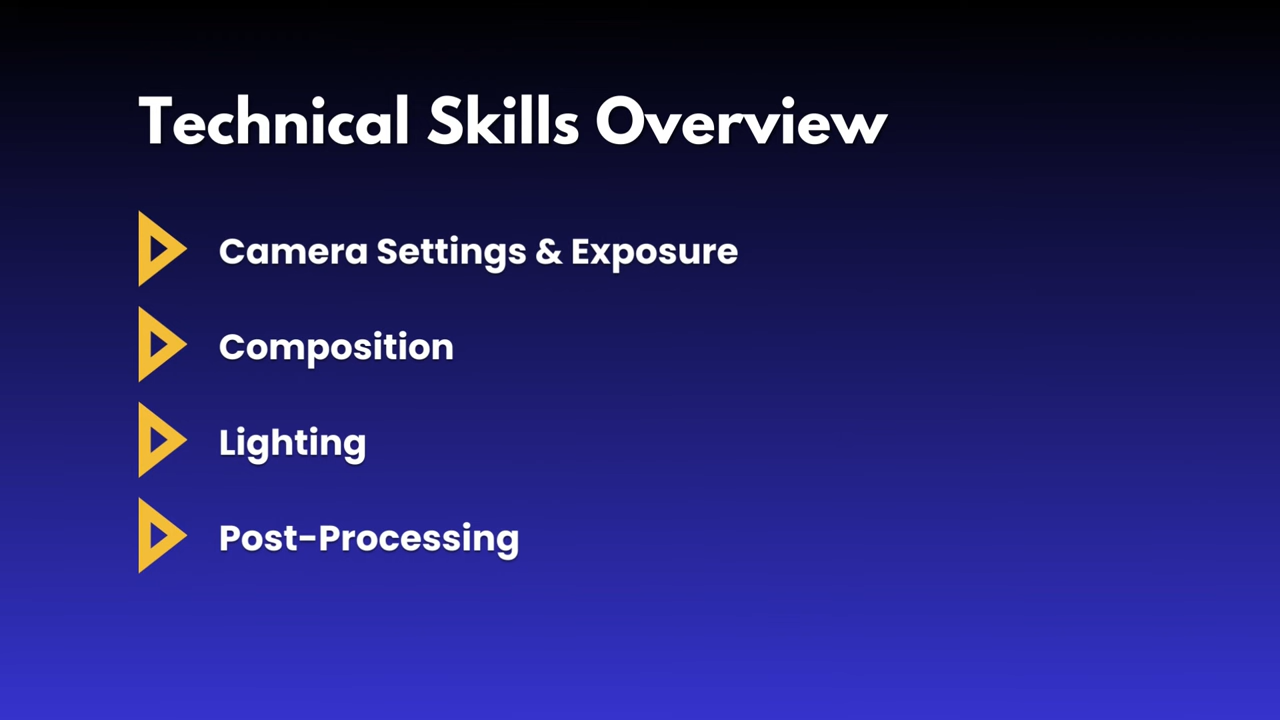 Technical Skills Overview
Camera Settings & Exposure
Composition
Lighting
Post-Processing